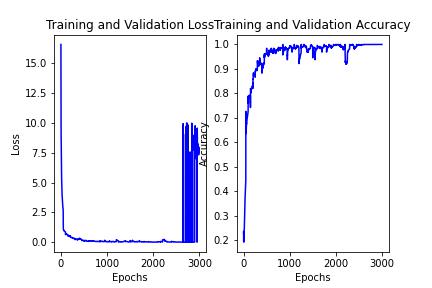 Training and Validation Loss
Training and Validation Accuracy
Loss
15.0
12.5
10.0
7.5
5.0
2.5
0.0
0 1000 2000 3000
Epochs
Accuracy
1.0
0.9
0.8
0.7
0.6
0.5
0.4
0.3
0.2
0 1000 2000 3000
Epochs